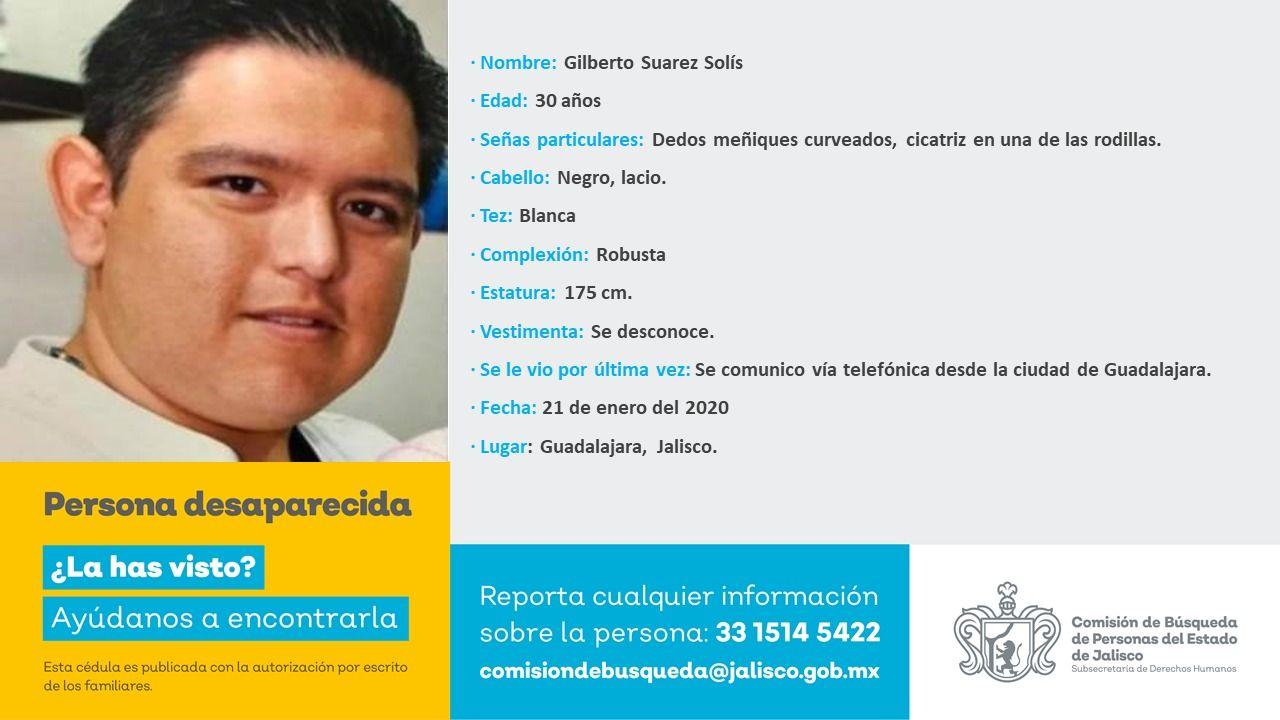 · Nombre: Gilberto Suarez Solís
· Edad: 30 años
· Señas particulares: Dedos meñiques curveados, cicatriz en una de las rodillas.
· Cabello: Negro, lacio.
· Tez: Blanca
· Complexión: Robusta
· Estatura: 175 cm.
· Vestimenta: Se desconoce.
· Se le vio por última vez: Se comunico vía telefónica desde la ciudad de Guadalajara.
· Fecha: 21 de enero del 2020
· Lugar: Guadalajara, Jalisco.
Persona desaparecida
¿La has visto?
Ayúdanos a encontrarla
Esta cédula es publicada con la autorización por escrito
de los familiares.
Reporta cualquier información
sobre la persona: 33 1514 5422
comisiondebusqueda@jalisco.gob.mx
Comisión de Búsqueda
de Personas del Estado
de Jalisco
Subsecretaría de Derechos Humanos